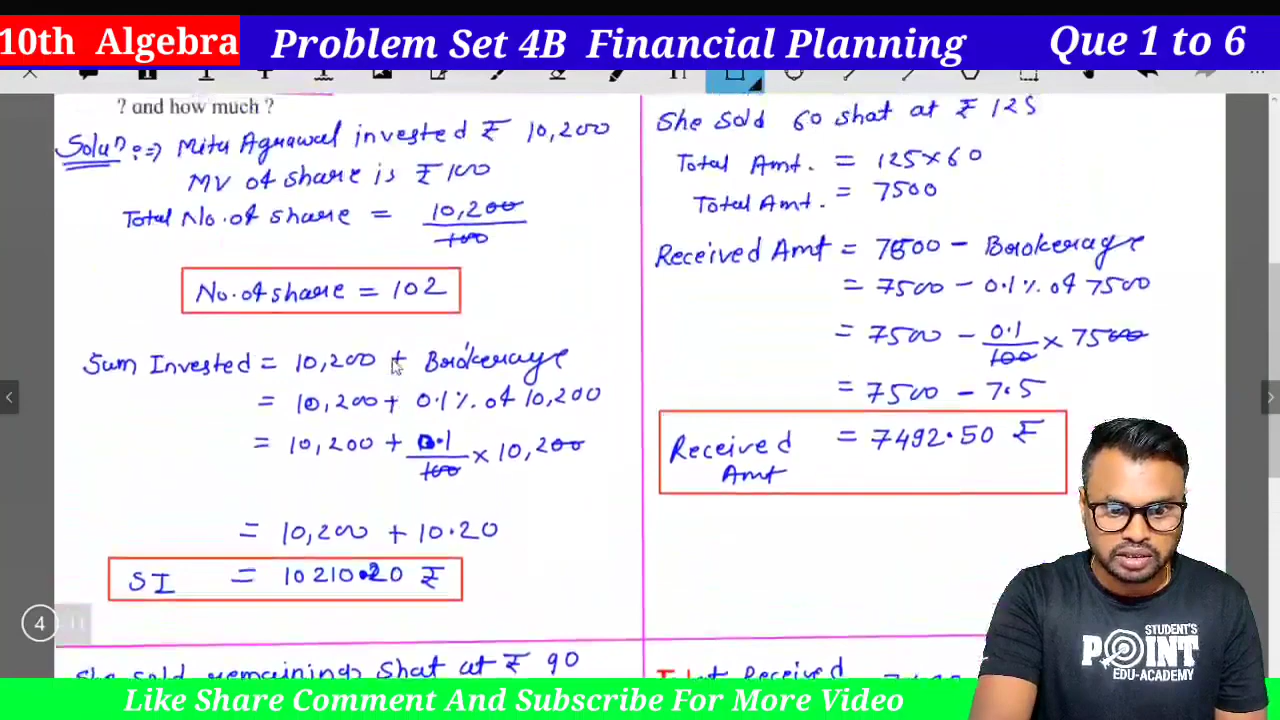 10th Algebra
Problem Set 4B Financial Planning
Que 1 to 6
? and how much ?
Solun :⇒ Mitu Agrawal invested ₹ 10,200
MV of share is ₹100
Total No. of share = 10,200 / 100
No. of share = 102
Sum Invested = 10,200 + Brokerage
= 10,200 + 0.1%. of 10,200
= 10,200 + 0.1/100 × 10,200
= 10,200 + 10.20
SI = 10210.20 ₹
She sold remaining shat at ₹ 90
She sold 60 shat at ₹ 125
Total Amt. = 125×60
Total Amt. = 7500
Received Amt = 7500 - Brokerage
= 7500 - 0.1%. of 7500
= 7500 - 0.1/100 × 7500
= 7500 - 7.5
Received Amt = 7492.50 ₹
Received
4
STUDENT'S
POINT
EDU-ACADEMY
Like Share Comment And Subscribe For More Video